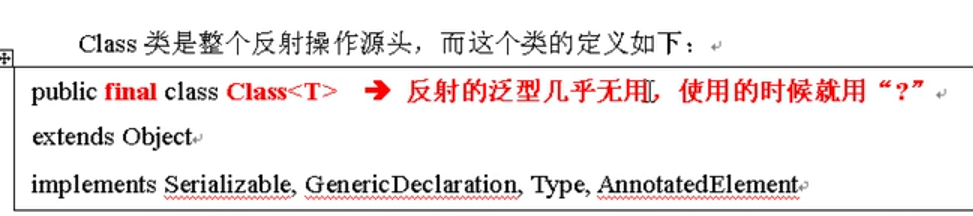 Class 类是整个反射操作源头，而这个类的定义如下：
public final class Class<T> ➔ 反射的泛型几乎无用，使用的时候就用“?”
extends Object
implements Serializable, GenericDeclaration, Type, AnnotatedElement